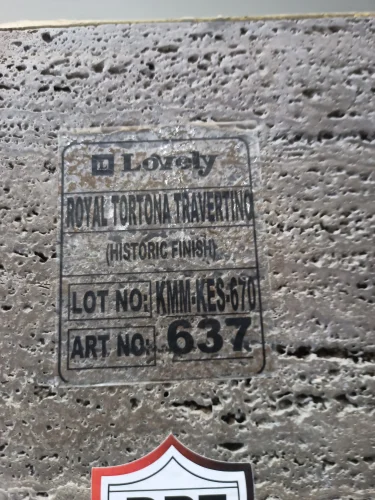 Lovely
ROYAL TORTONA TRAVERTINO
(HISTORIC FINISH)
LOT NO: KMM-KES-670
ART NO: 637